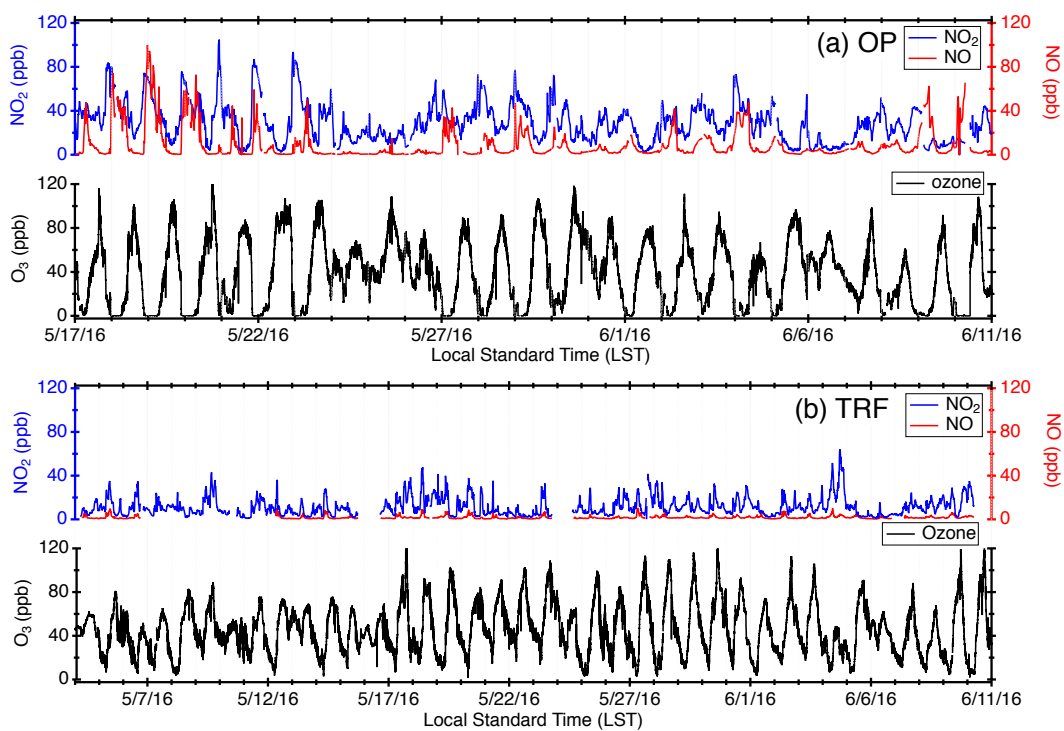 120
80
40
0
NO2 (ppb)
(a) OP
NO2
NO
120
80
40
0
NO (ppb)
120
80
40
0
O3 (ppb)
ozone
5/17/16
5/22/16
5/27/16
6/1/16
6/6/16
6/11/16
Local Standard Time (LST)
120
80
40
0
NO2 (ppb)
(b) TRF
NO2
NO
120
80
40
0
NO (ppb)
120
80
40
0
O3 (ppb)
Ozone
5/7/16
5/12/16
5/17/16
5/22/16
5/27/16
6/1/16
6/6/16
6/11/16
Local Standard Time (LST)